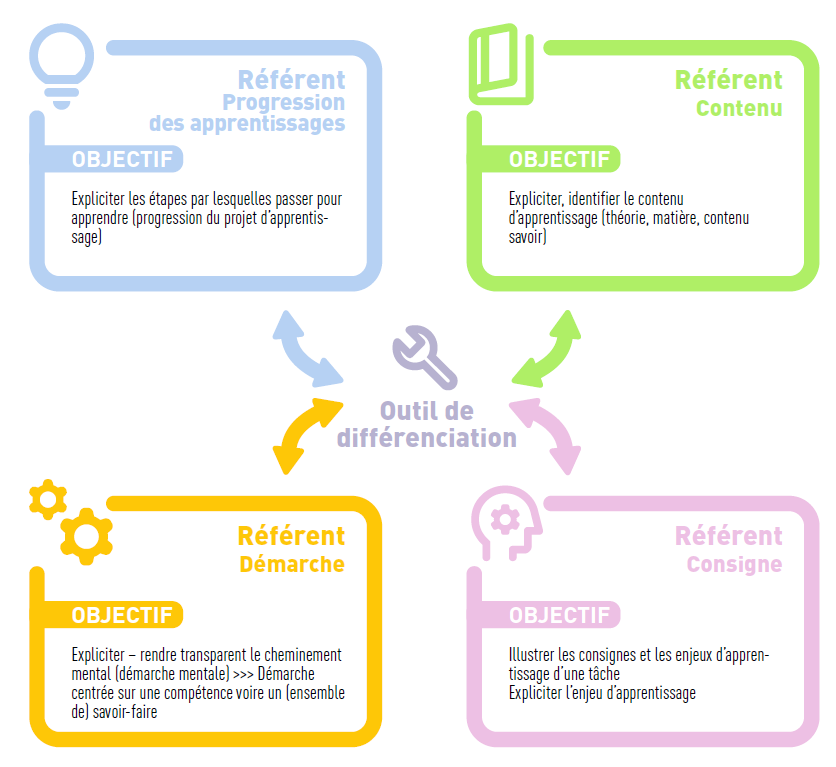 Référent
Progression
des apprentissages
OBJECTIF
Expliciter les étapes par lesquelles passer pour
apprendre (progression du projet d'apprentis-
sage)
Référent
Contenu
OBJECTIF
Expliciter, identifier le contenu
d'apprentissage (théorie, matière, contenu
savoir)
Outil de
différenciation
Référent
Démarche
OBJECTIF
Expliciter – rendre transparent le cheminement
mental (démarche mentale) >>> Démarche
centrée sur une compétence voire un (ensemble
de) savoir-faire
Référent
Consigne
OBJECTIF
Illustrer les consignes et les enjeux d'appren-
tissage d'une tâche
Expliciter l'enjeu d'apprentissage